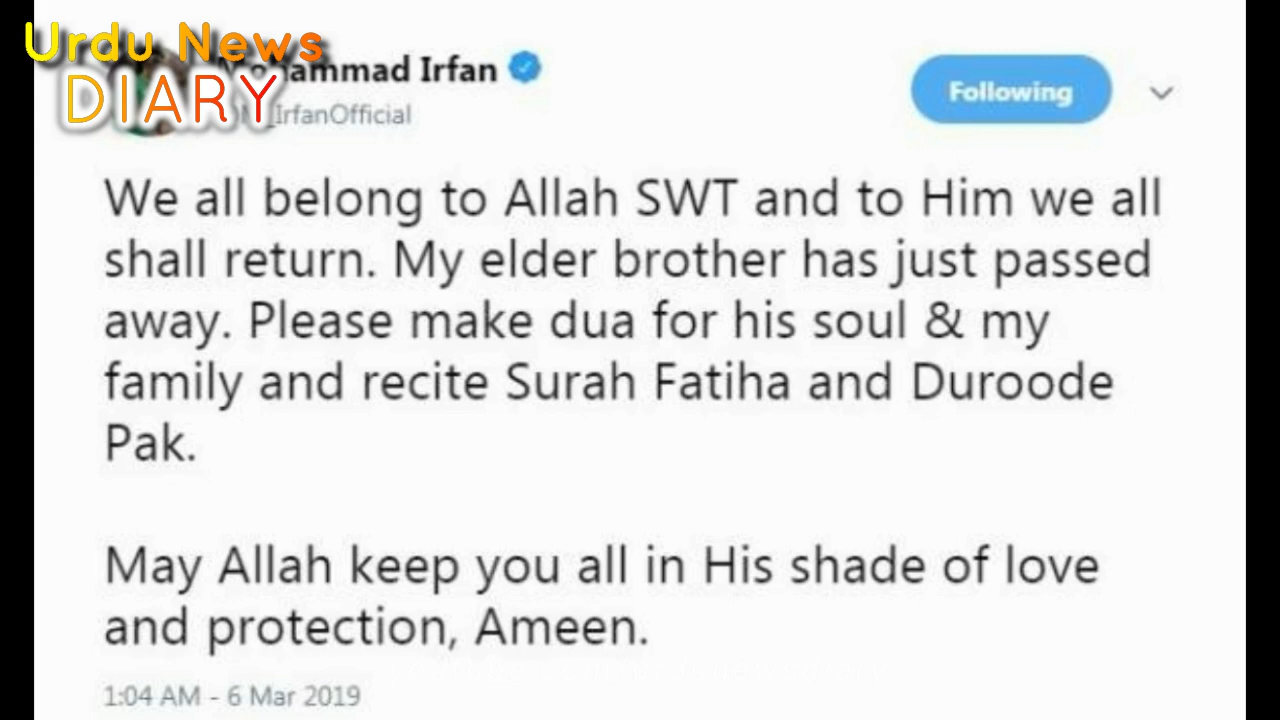 Urdu News
DIARY
Mohammad Irfan
_IrfanOfficial
Following
We all belong to Allah SWT and to Him we all
shall return. My elder brother has just passed
away. Please make dua for his soul & my
family and recite Surah Fatiha and Duroode
Pak.
May Allah keep you all in His shade of love
and protection, Ameen.
1:04 AM - 6 Mar 2019